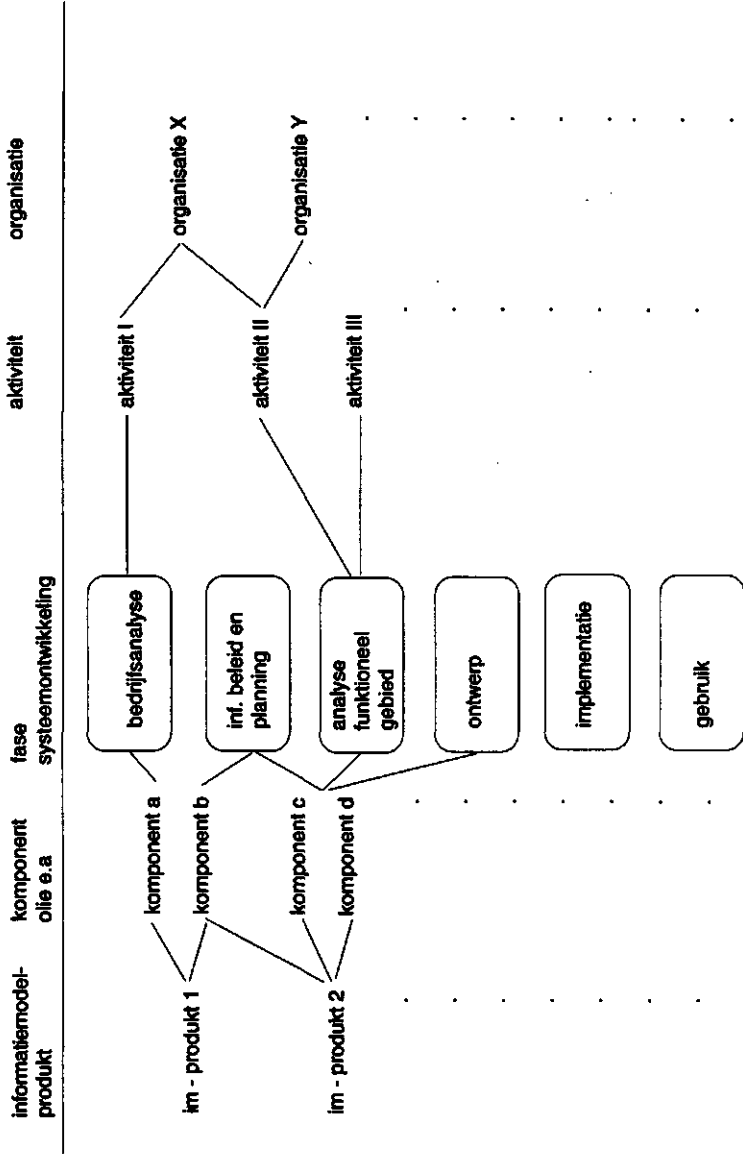 informatiemodel-
produkt
komponent
olie e.a
fase
systeemontwikkeling
aktiviteit
organisatie
im - produkt 1
im - produkt 2
komponent a
komponent b
komponent c
komponent d
bedrijfsanalyse
inf. beleid en
planning
analyse
funktioneel
gebied
ontwerp
implementatie
gebruik
aktiviteit I
aktiviteit II
aktiviteit III
organisatie X
organisatie Y